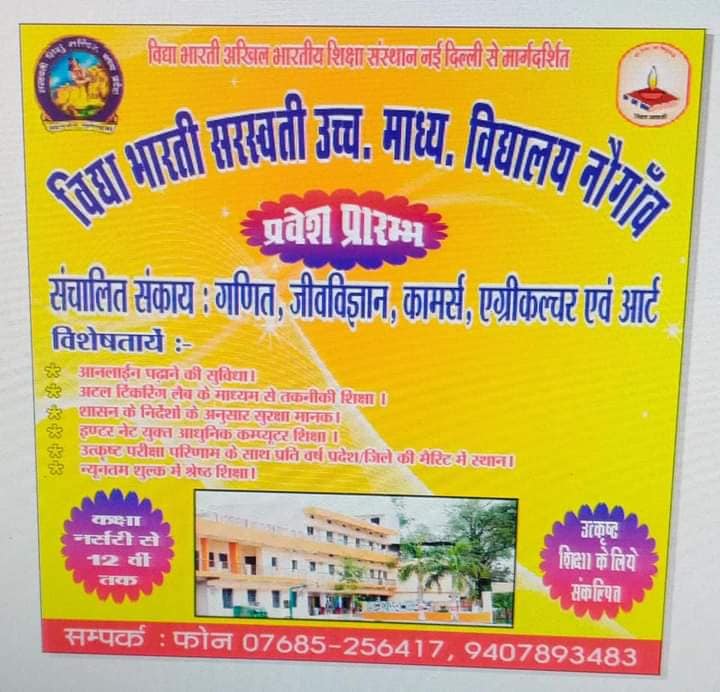 विद्या भारती अखिल भारतीय शिक्षा संस्थान नई दिल्ली से मार्गदर्शित
विद्या भारती सरस्वती उच्च. माध्य. विद्यालय नौगाँव
प्रवेश प्रारम्भ
संचालित संकाय : गणित, जीवविज्ञान, कामर्स, एग्रीकल्चर एवं आर्ट
विशेषतायें :-
आनलाईन पढ़ाने की सुविधा।
अटल टिंकरिंग लैब के माध्यम से तकनीकी शिक्षा ।
शासन के निर्देशों के अनुसार सुरक्षा मानक।
इण्टर नेट युक्त आधुनिक कम्प्यूटर शिक्षा ।
उत्कृष्ट परीक्षा परिणाम के साथ प्रति वर्ष प्रदेश/जिले की मैरिट में स्थान।
न्यूनतम शुल्क में श्रेष्ठ शिक्षा।
कक्षा
नर्सरी से
12 वीं
तक
उत्कृष्ट
शिक्षा के लिये
संकल्पित
सम्पर्क : फोन 07685-256417, 9407893483